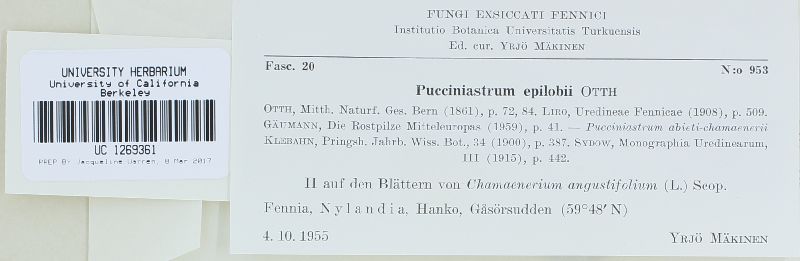 UNIVERSITY HERBARIUM
University of California
Berkeley
UC 1269361
PREP BY Jacqueline Warren, 8 Mar 2017
FUNGI EXSICCATI FENNICI
Institutio Botanica Universitatis Turkuensis
Ed. cur. YRJÖ MÄKINEN
Fasc. 20 N:o 953
Pucciniastrum epilobii OTTH
OTTH, Mitth. Naturf. Ges. Bern (1861), p. 72, 84. LIRO, Uredineae Fennicae (1908), p. 509.
GÄUMANN, Die Rostpilze Mitteleuropas (1959), p. 41. — Pucciniastrum abieti-chamaenerii
KLEBAHN, Pringsh. Jahrb. Wiss. Bot., 34 (1900), p. 387. SYDOW, Monographia Uredinearum,
III (1915), p. 442.
II auf den Blättern von Chamaenerium angustifolium (L.) Scop.
Fennia, Nylandia, Hanko, Gåsörsudden (59°48′ N)
4. 10. 1955 YRJÖ MÄKINEN